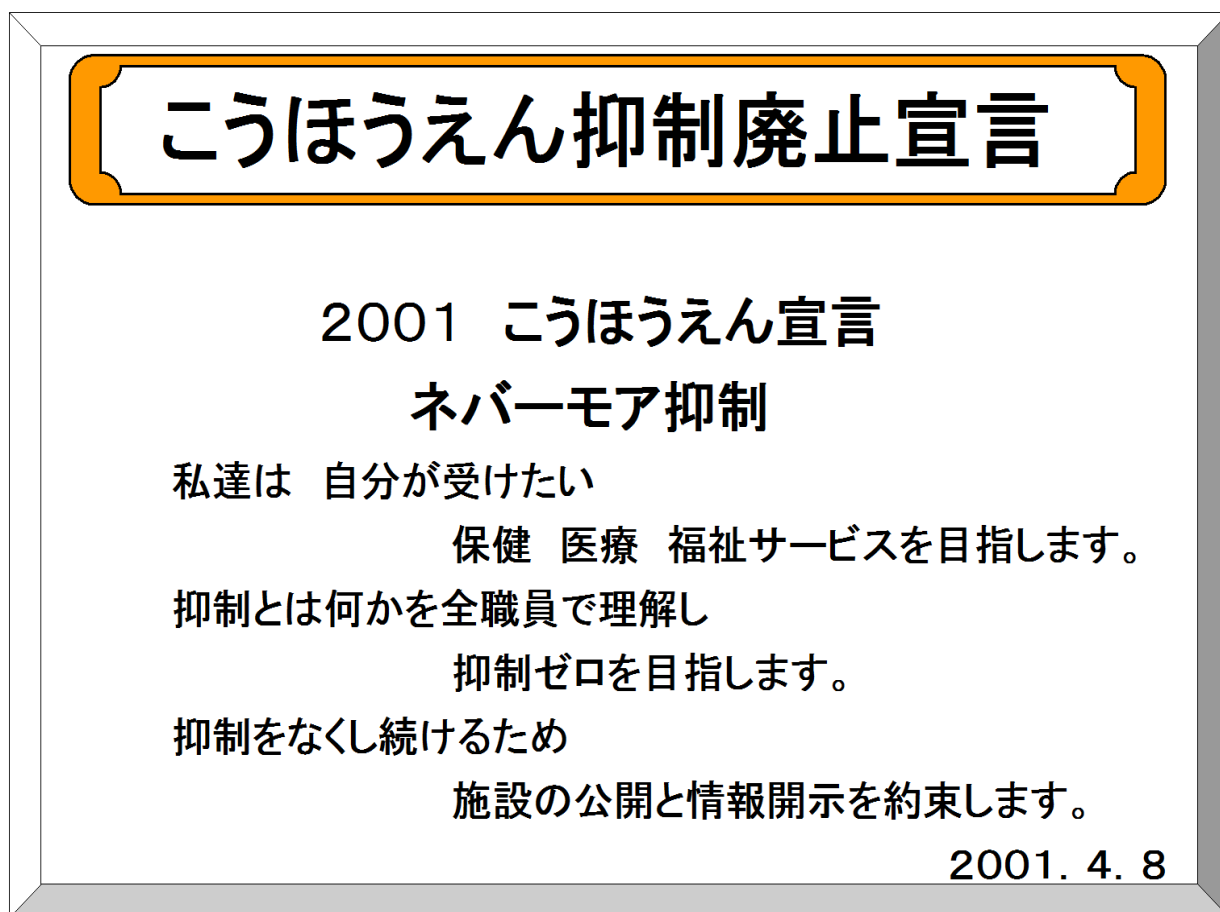 こうほうえん抑制廃止宣言
2001　こうほうえん宣言
ネバーモア抑制
私達は　自分が受けたい
保健　医療　福祉サービスを目指します。
抑制とは何かを全職員で理解し
抑制ゼロを目指します。
抑制をなくし続けるため
施設の公開と情報開示を約束します。
2001．4．8